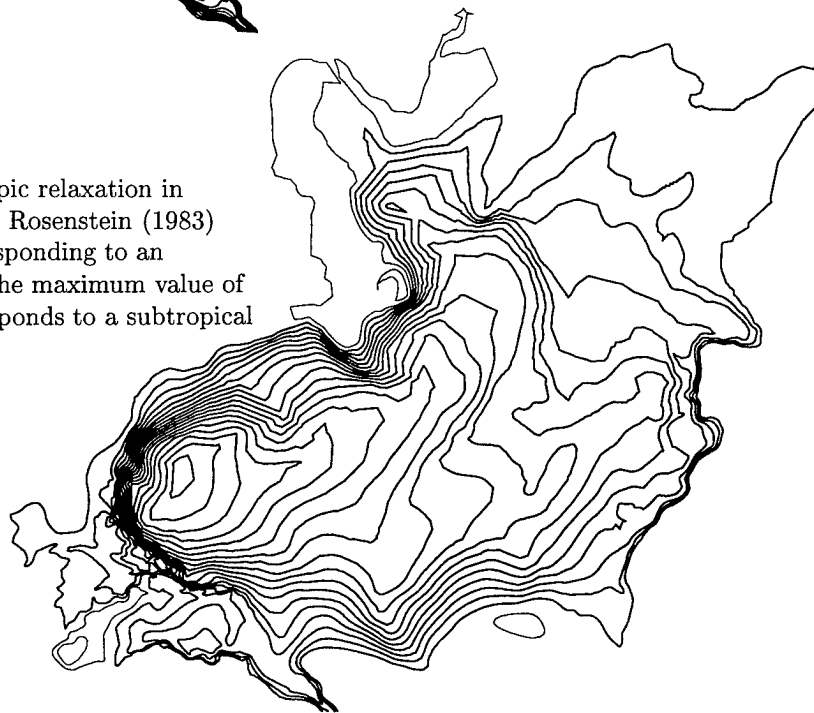 pic relaxation in
Rosenstein (1983)
sponding to an
he maximum value of
ponds to a subtropical